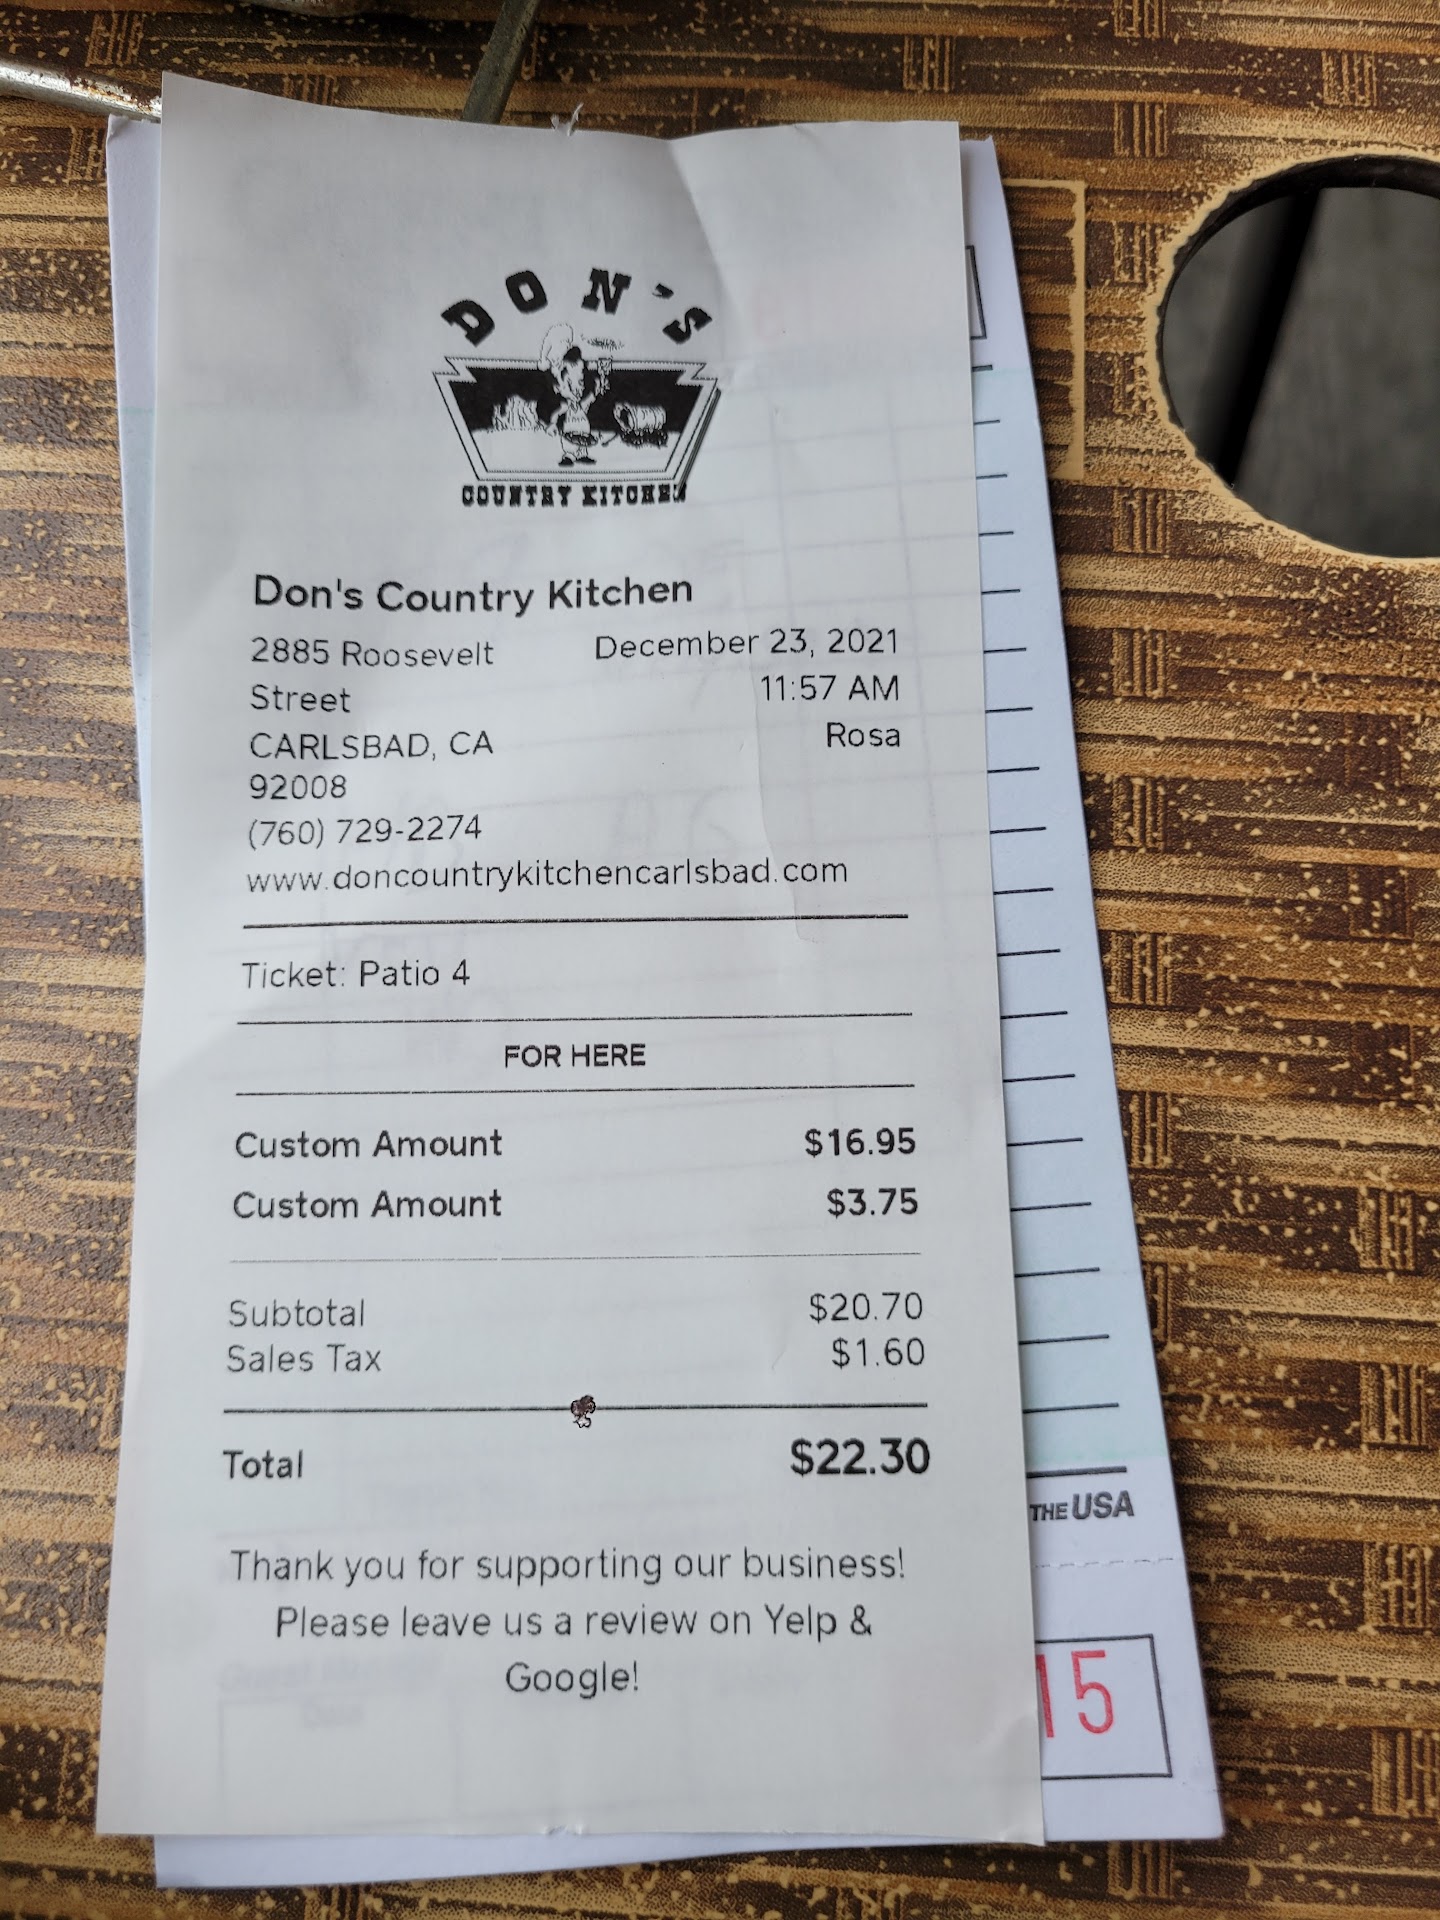 DON'S
COUNTRY KITCHEN
Don's Country Kitchen
2885 Roosevelt
Street
CARLSBAD, CA
92008
(760) 729-2274
December 23, 2021
11:57 AM
Rosa
www.doncountrykitchencarlsbad.com
Ticket: Patio 4
FOR HERE
Custom Amount $16.95
Custom Amount $3.75
Subtotal $20.70
Sales Tax $1.60
Total $22.30
Thank you for supporting our business!
Please leave us a review on Yelp &
Google!
THE USA
15